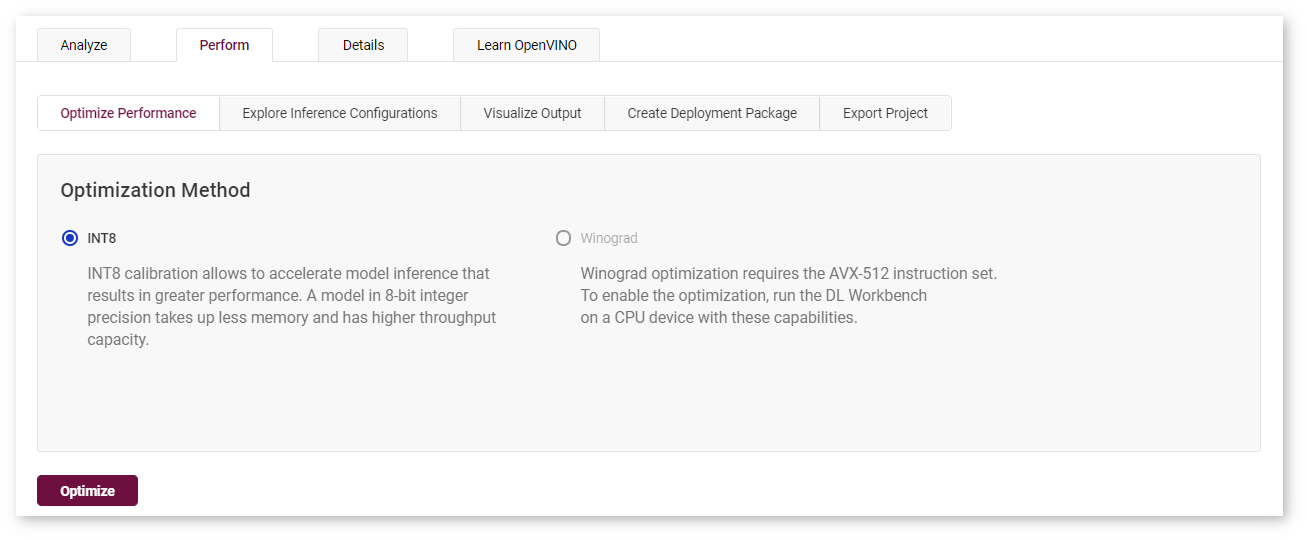 Analyze
Perform
Details
Learn OpenVINO
Optimize Performance
Explore Inference Configurations
Visualize Output
Create Deployment Package
Export Project
Optimization Method
INT8
INT8 calibration allows to accelerate model inference that
results in greater performance. A model in 8-bit integer
precision takes up less memory and has higher throughput
capacity.
Winograd
Winograd optimization requires the AVX-512 instruction set.
To enable the optimization, run the DL Workbench
on a CPU device with these capabilities.
Optimize